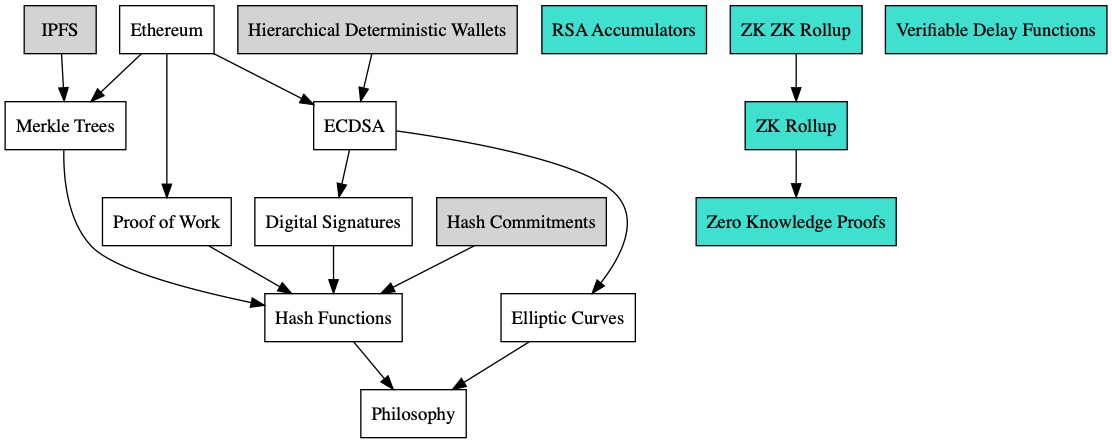 IPFS
Ethereum
Hierarchical Deterministic Wallets
RSA Accumulators
ZK ZK Rollup
Verifiable Delay Functions
Merkle Trees
ECDSA
ZK Rollup
Proof of Work
Digital Signatures
Hash Commitments
Zero Knowledge Proofs
Hash Functions
Elliptic Curves
Philosophy